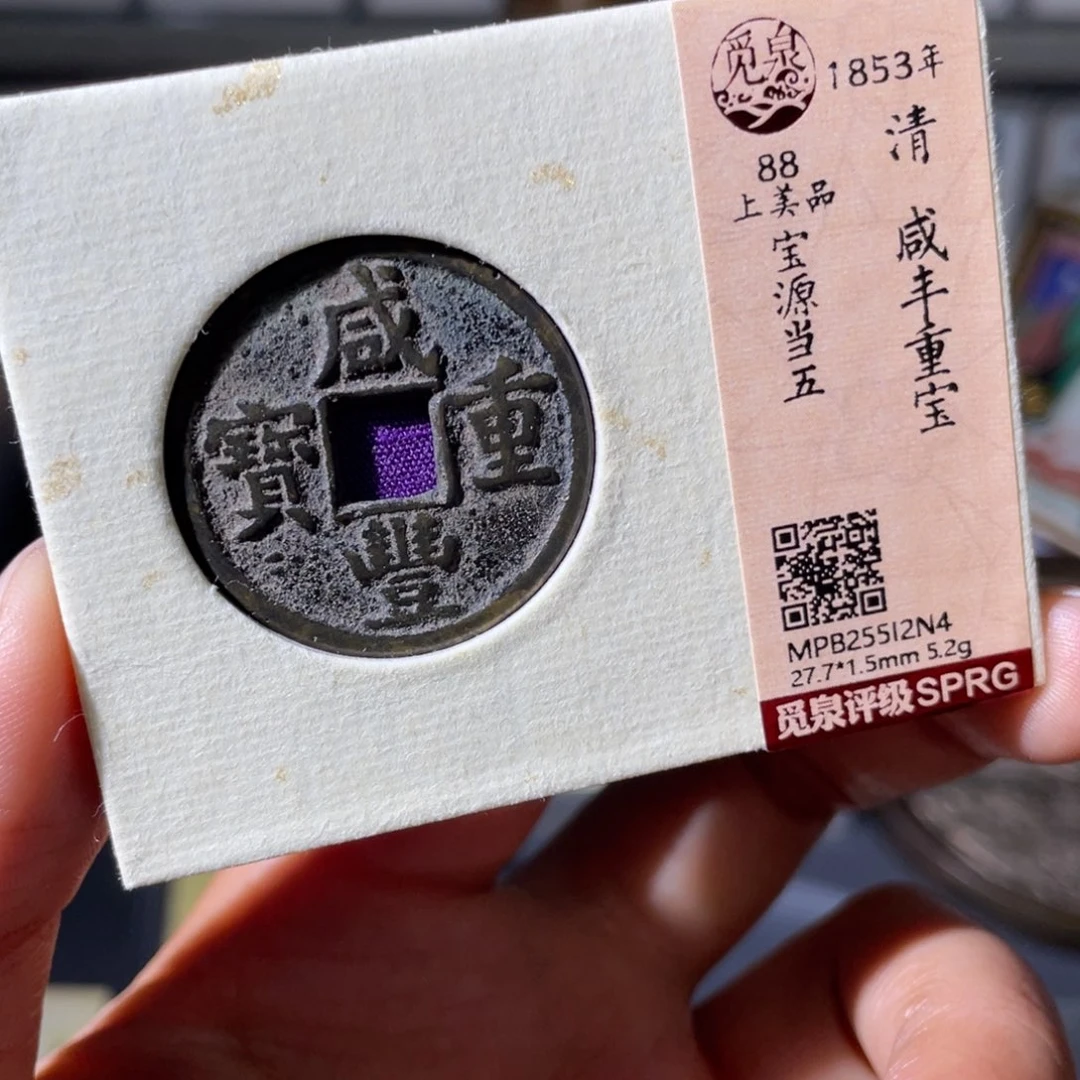 咸
豐
重
寶
觅泉
1853年
清 咸丰重宝
88
上美品
宝源当五
MPB255I2N4
27.7*1.5mm 5.2g
觅泉评级SPRG